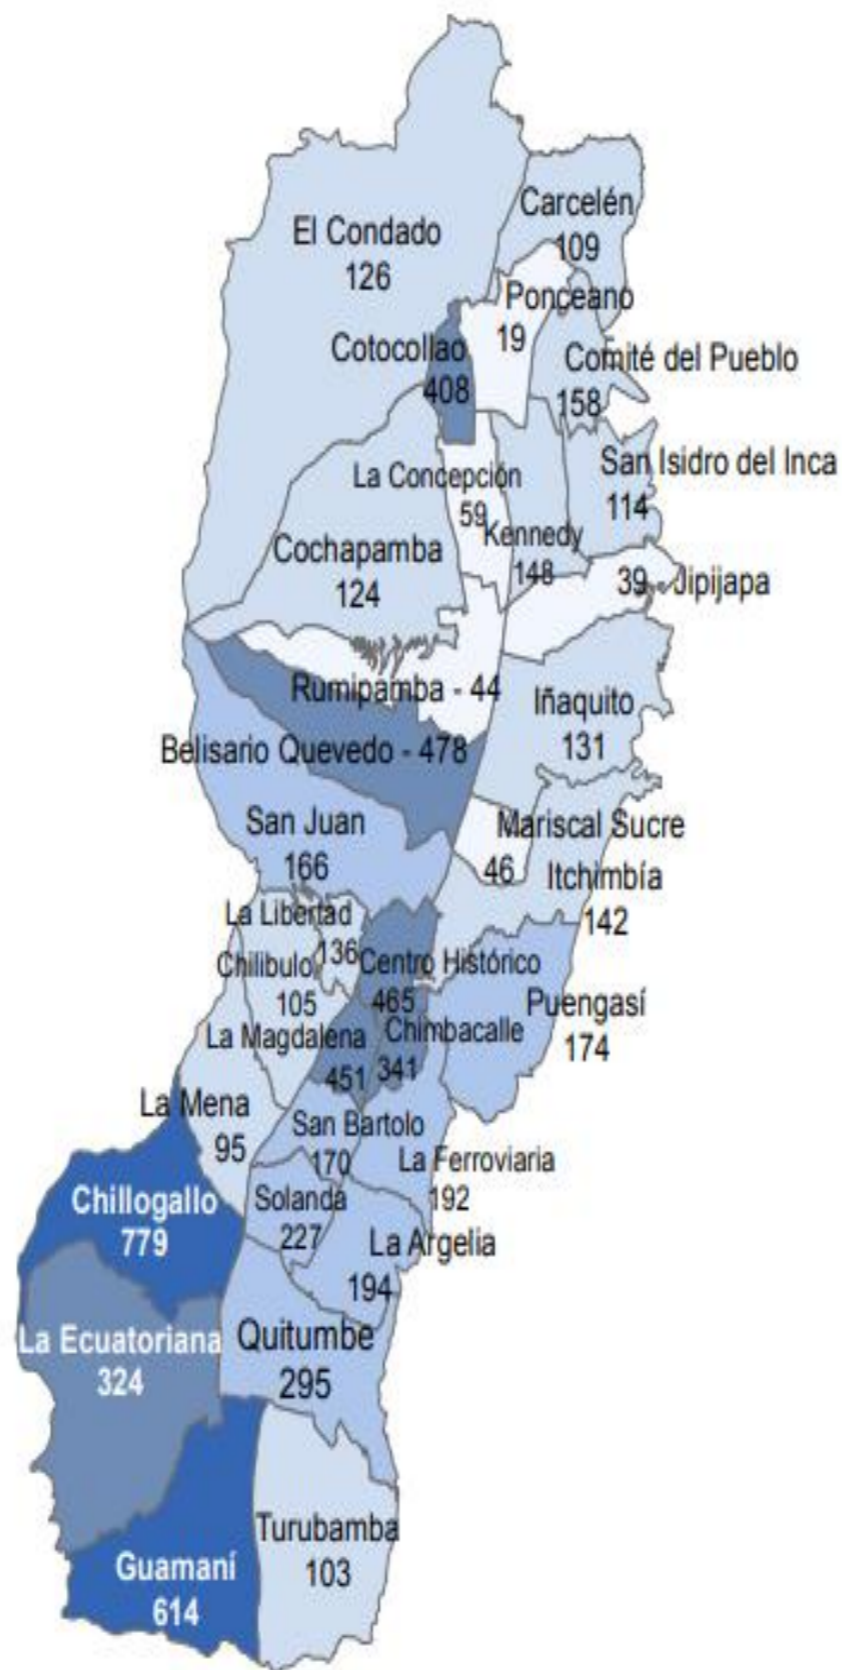 El Condado
126
Carcelén
109
Ponceano
19
Cotocollao
408
Comité del Pueblo
158
La Concepción
59
San Isidro del Inca
114
Kennedy
148
Cochapamba
124
39 - Jipijapa
Rumipamba - 44
Iñaquito
131
Belisario Quevedo - 478
San Juan
166
Mariscal Sucre
46
Itchimbía
142
La Libertad
136
Chilibulo
105
Centro Histórico
465
Puengasí
174
La Magdalena
451
Chimbacalle
341
La Mena
95
San Bartolo
170
La Ferroviaria
192
Chillogallo
779
Solanda
227
La Argelia
194
La Ecuatoriana
324
Quitumbe
295
Turubamba
103
Guamaní
614